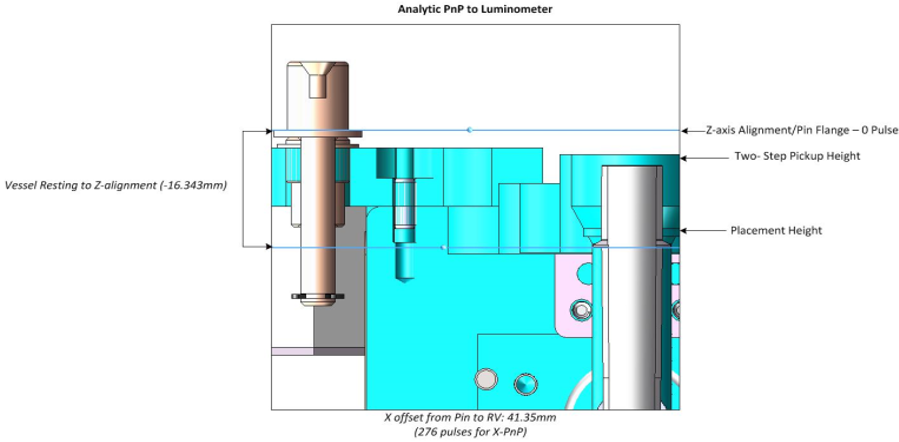 Analytic PnP to Luminometer
Z-axis Alignment/Pin Flange – 0 Pulse
Two- Step Pickup Height
Vessel Resting to Z-alignment (-16.343mm)
Placement Height
X offset from Pin to RV: 41.35mm
(276 pulses for X-PnP)